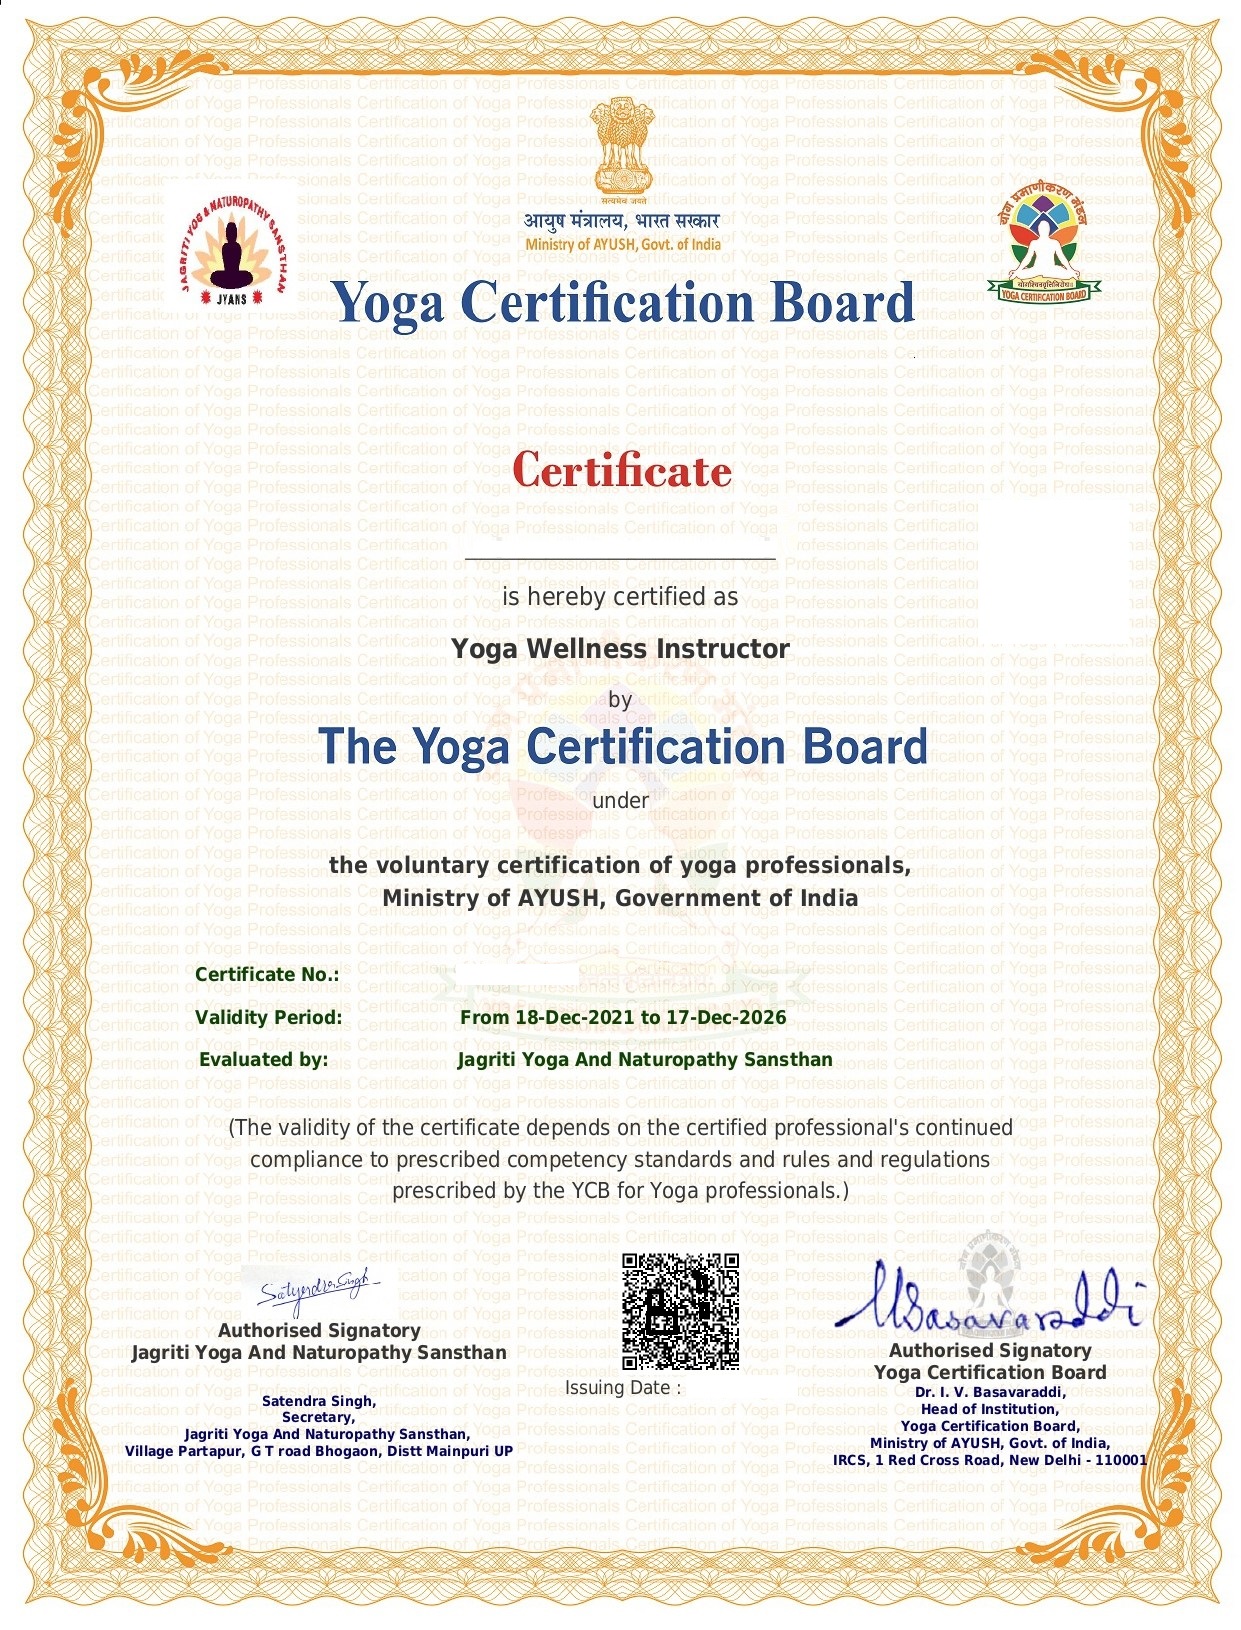 सत्यमेव जयते
आयुष मंत्रालय, भारत सरकार
Ministry of AYUSH, Govt. of India
JAGRITI YOG & NATUROPATHY SANSTHAN
JYANS
योग प्रमाणीकरण मंडल
योगश्चित्तवृत्तिनिरोधः
YOGA CERTIFICATION BOARD
Yoga Certification Board
Certificate
is hereby certified as
Yoga Wellness Instructor
by
The Yoga Certification Board
under
the voluntary certification of yoga professionals,
Ministry of AYUSH, Government of India
Certificate No.:
Validity Period: From 18-Dec-2021 to 17-Dec-2026
Evaluated by: Jagriti Yoga And Naturopathy Sansthan
(The validity of the certificate depends on the certified professional's continued
compliance to prescribed competency standards and rules and regulations
prescribed by the YCB for Yoga professionals.)
Satyendra Singh
Authorised Signatory
Jagriti Yoga And Naturopathy Sansthan
Satendra Singh,
Secretary,
Jagriti Yoga And Naturopathy Sansthan,
Village Partapur, G T road Bhogaon, Distt Mainpuri UP
Issuing Date :
IVBasavaraddi
Authorised Signatory
Yoga Certification Board
Dr. I. V. Basavaraddi,
Head of Institution,
Yoga Certification Board,
Ministry of AYUSH, Govt. of India,
IRCS, 1 Red Cross Road, New Delhi - 110001